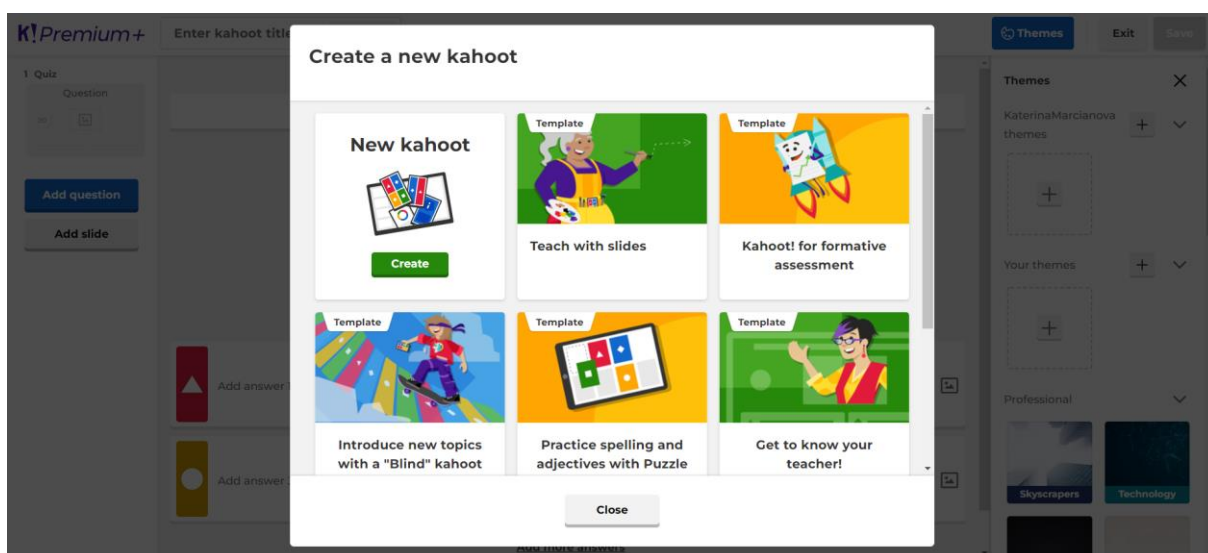 K! Premium+
Enter kahoot title
Themes
Exit
Save
1 Quiz
Question
Add question
Add slide
Create a new kahoot
New kahoot
Create
Template
Teach with slides
Template
Kahoot! for formative
assessment
Template
Introduce new topics
with a "Blind" kahoot
Template
Practice spelling and
adjectives with Puzzle
Template
Get to know your
teacher!
Close
Add answer
Add answer
Add more answers
Themes
KaterinaMarcianova
themes
Your themes
Professional
Skyscrapers
Technology